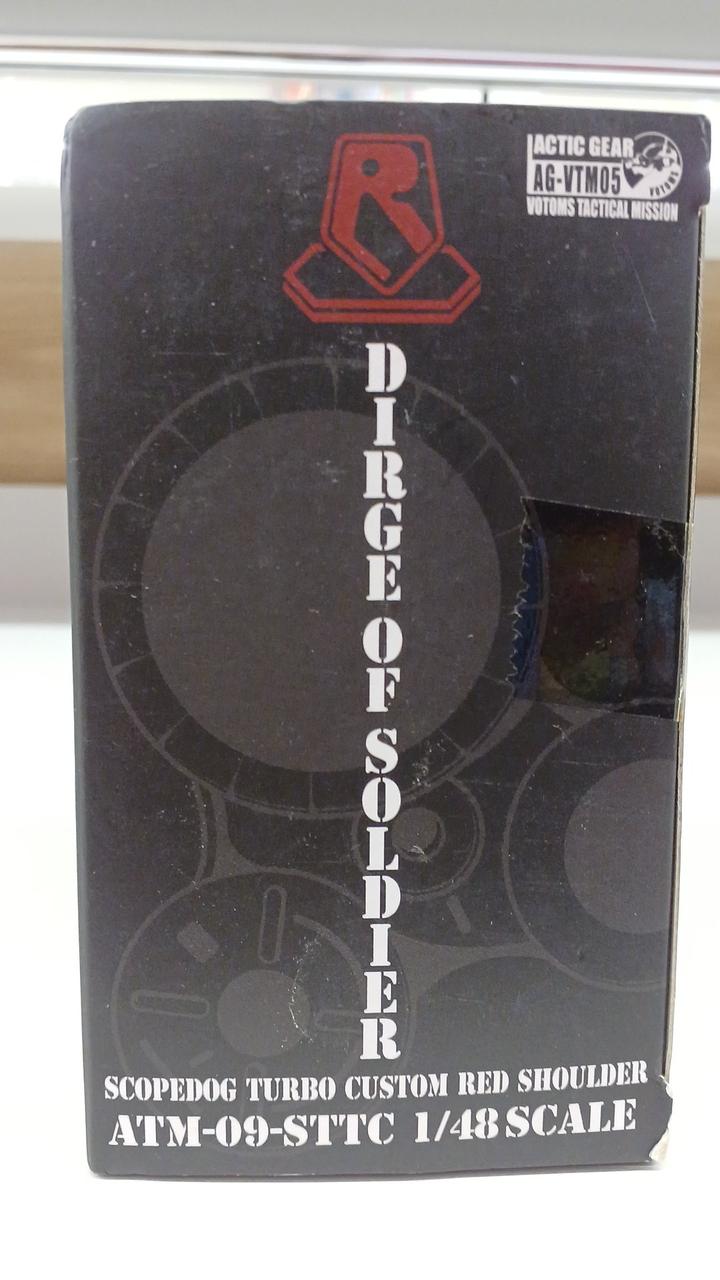 ACTIC GEAR
AG-VTM05
VOTOMS
VOTOMS TACTICAL MISSION
R
DIRGE OF SOLDIER
SCOPEDOG TURBO CUSTOM RED SHOULDER
ATM-09-STTC 1/48 SCALE